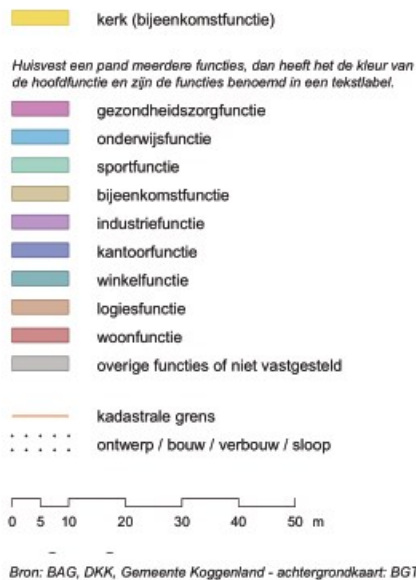 kerk (bijeenkomstfunctie)
Huisvest een pand meerdere functies, dan heeft het de kleur van
de hoofdfunctie en zijn de functies benoemd in een tekstlabel.
gezondheidszorgfunctie
onderwijsfunctie
sportfunctie
bijeenkomstfunctie
industriefunctie
kantoorfunctie
winkelfunctie
logiesfunctie
woonfunctie
overige functies of niet vastgesteld
kadastrale grens
ontwerp / bouw / verbouw / sloop
0 5 10 20 30 40 50 m
Bron: BAG, DKK, Gemeente Koggenland - achtergrondkaart: BGT